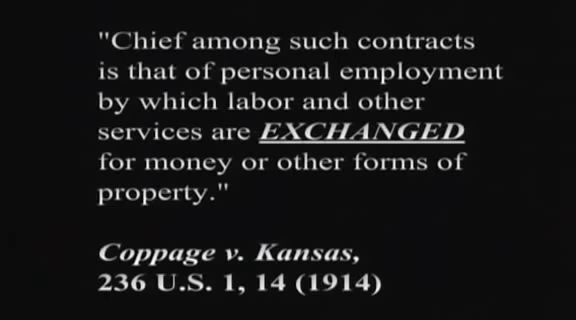 "Chief among such contracts
is that of personal employment
by which labor and other
services are EXCHANGED
for money or other forms of
property."
Coppage v. Kansas,
236 U.S. 1, 14 (1914)